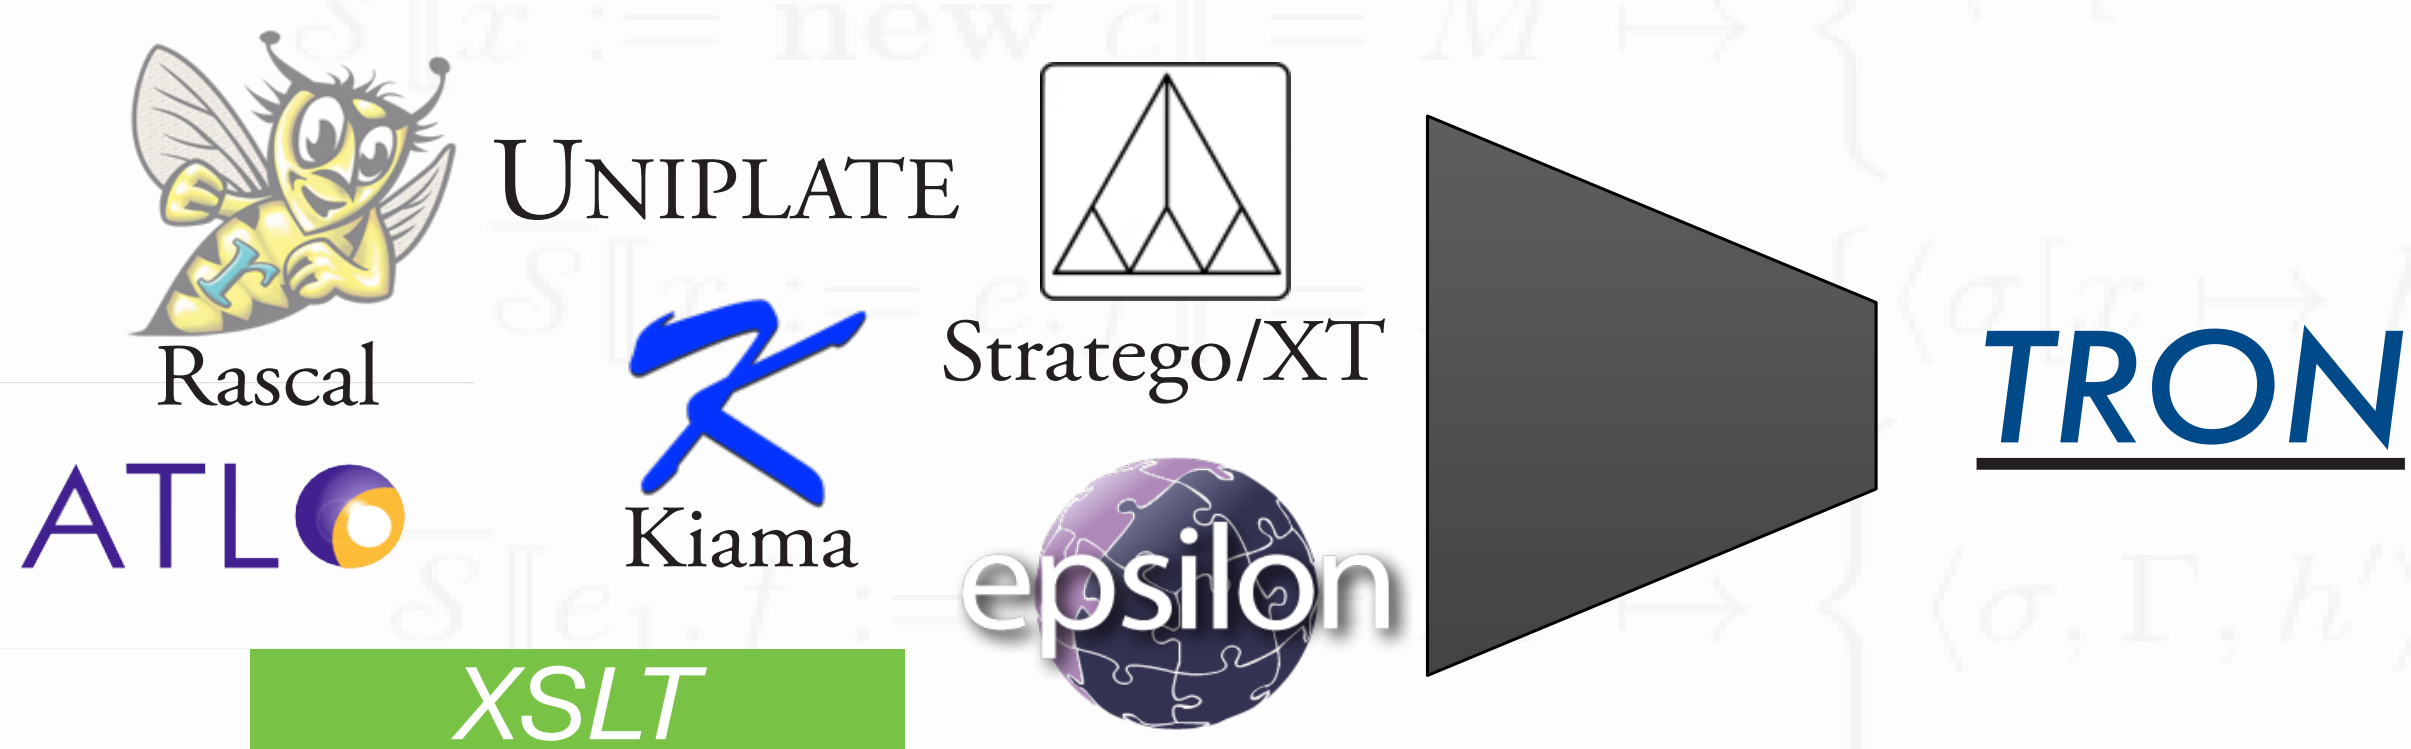 UNIPLATE
r
Stratego/XT
Rascal
TRON
ATL
Kiama
epsilon
XSLT